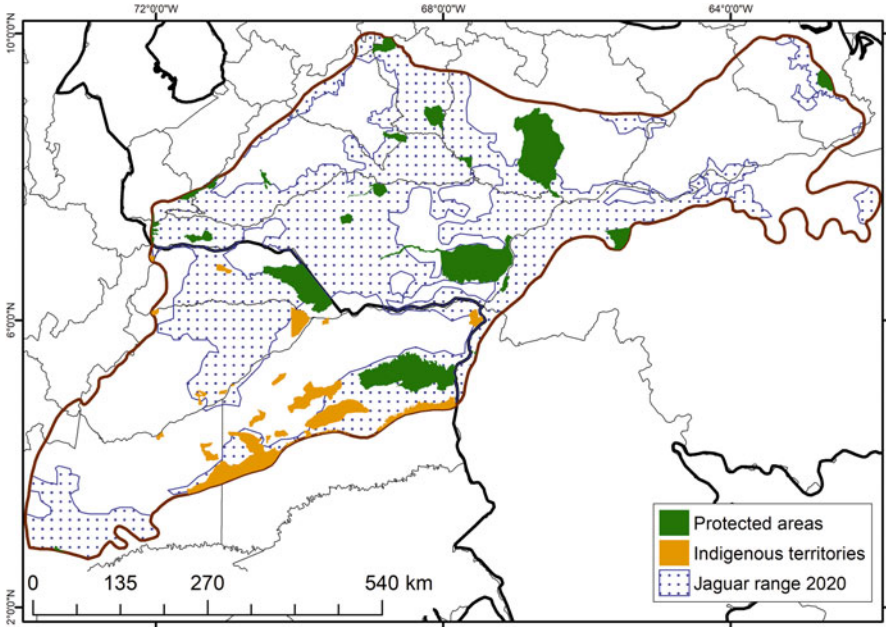 72°0'0"W 68°0'0"W 64°0'0"W
10°0'0"N
6°0'0"N
2°0'0"N
Protected areas
Indigenous territories
Jaguar range 2020
0 135 270 540 km